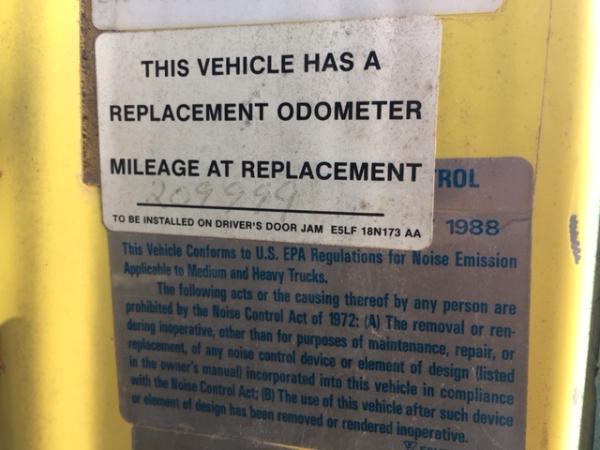 THIS VEHICLE HAS A
REPLACEMENT ODOMETER
MILEAGE AT REPLACEMENT
209999
TO BE INSTALLED ON DRIVER'S DOOR JAM E5LF 18N173 AA
ROL
1988
This Vehicle Conforms to U.S. EPA Regulations for Noise Emission
Applicable to Medium and Heavy Trucks.
The following acts or the causing thereof by any person are
prohibited by the Noise Control Act of 1972: (A) The removal or ren-
dering inoperative, other than for purposes of maintenance, repair, or
replacement, of any noise control device or element of design (listed
in the owner's manual) incorporated into this vehicle in compliance
with the Noise Control Act; (B) The use of this vehicle after such device
or element of design has been removed or rendered inoperative.